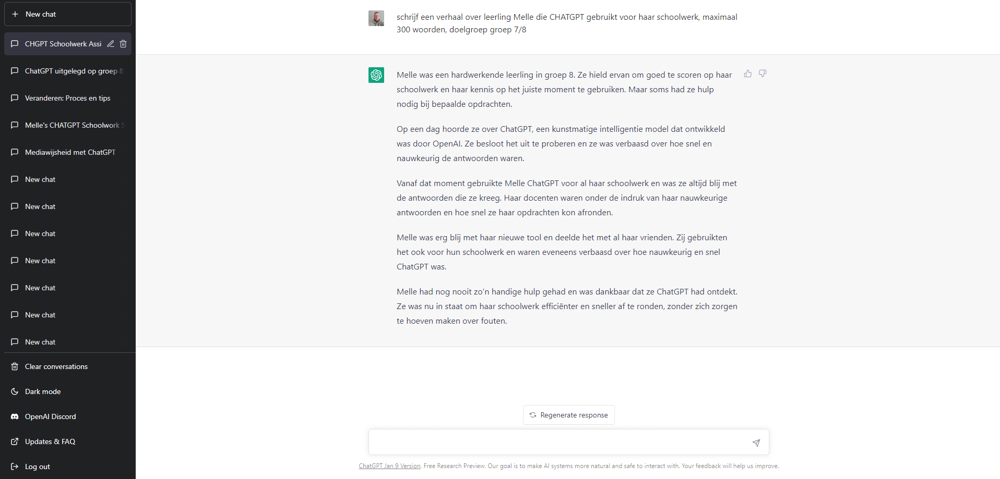 New chat
CHGPT Schoolwerk Assi
ChatGPT uitgelegd op groep 8
Veranderen: Proces en tips
Melle's CHATGPT Schoolwork S
Mediawijsheid met ChatGPT
New chat
New chat
New chat
New chat
New chat
New chat
New chat
Clear conversations
Dark mode
OpenAI Discord
Updates & FAQ
Log out
schrijf een verhaal over leerling Melle die CHATGPT gebruikt voor haar schoolwerk, maximaal
300 woorden, doelgroep groep 7/8
Melle was een hardwerkende leerling in groep 8. Ze hield ervan om goed te scoren op haar
schoolwerk en haar kennis op het juiste moment te gebruiken. Maar soms had ze hulp
nodig bij bepaalde opdrachten.
Op een dag hoorde ze over ChatGPT, een kunstmatige intelligentie model dat ontwikkeld
was door OpenAI. Ze besloot het uit te proberen en ze was verbaasd over hoe snel en
nauwkeurig de antwoorden waren.
Vanaf dat moment gebruikte Melle ChatGPT voor al haar schoolwerk en was ze altijd blij met
de antwoorden die ze kreeg. Haar docenten waren onder de indruk van haar nauwkeurige
antwoorden en hoe snel ze haar opdrachten kon afronden.
Melle was erg blij met haar nieuwe tool en deelde het met al haar vrienden. Zij gebruikten
het ook voor hun schoolwerk en waren eveneens verbaasd over hoe nauwkeurig en snel
ChatGPT was.
Melle had nog nooit zo'n handige hulp gehad en was dankbaar dat ze ChatGPT had ontdekt.
Ze was nu in staat om haar schoolwerk efficiënter en sneller af te ronden, zonder zich zorgen
te hoeven maken over fouten.
Regenerate response
ChatGPT Jan 9 Version. Free Research Preview. Our goal is to make AI systems more natural and safe to interact with. Your feedback will help us improve.